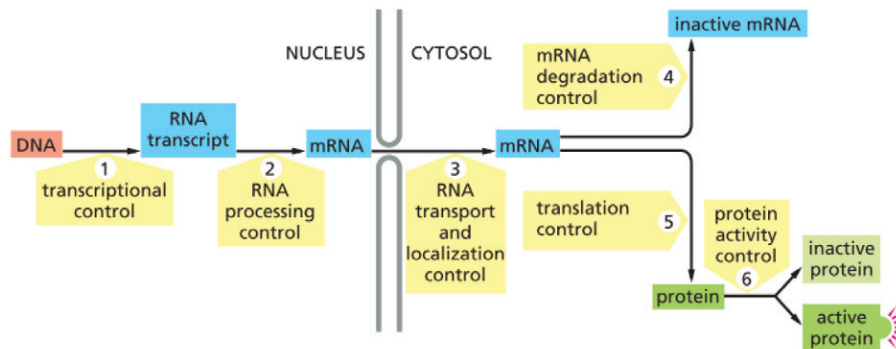 NUCLEUS
CYTOSOL
DNA
1
transcriptional
control
RNA
transcript
2
RNA
processing
control
mRNA
3
RNA
transport
and
localization
control
mRNA
inactive mRNA
mRNA
degradation
control
4
translation
control
5
protein
protein
activity
control
6
inactive
protein
active
protein